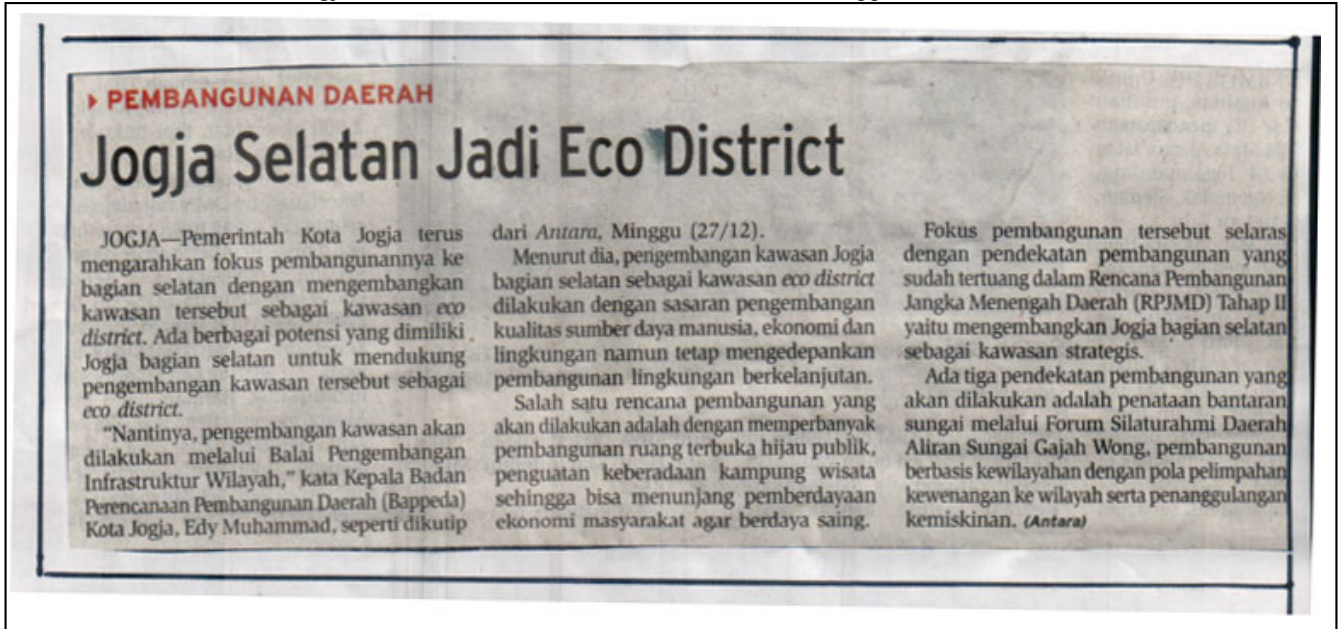 PEMBANGUNAN DAERAH
Jogja Selatan Jadi Eco District
JOGJA—Pemerintah Kota Jogja terus
mengarahkan fokus pembangunannya ke
bagian selatan dengan mengembangkan
kawasan tersebut sebagai kawasan eco
district. Ada berbagai potensi yang dimiliki
Jogja bagian selatan untuk mendukung
pengembangan kawasan tersebut sebagai
eco district.
“Nantinya, pengembangan kawasan akan
dilakukan melalui Balai Pengembangan
Infrastruktur Wilayah,” kata Kepala Badan
Perencanaan Pembangunan Daerah (Bappeda)
Kota Jogja, Edy Muhammad, seperti dikutip
dari Antara, Minggu (27/12).
Menurut dia, pengembangan kawasan Jogja
bagian selatan sebagai kawasan eco district
dilakukan dengan sasaran pengembangan
kualitas sumber daya manusia, ekonomi dan
lingkungan namun tetap mengedepankan
pembangunan lingkungan berkelanjutan.
Salah satu rencana pembangunan yang
akan dilakukan adalah dengan memperbanyak
pembangunan ruang terbuka hijau publik,
penguatan keberadaan kampung wisata
sehingga bisa menunjang pemberdayaan
ekonomi masyarakat agar berdaya saing.
Fokus pembangunan tersebut selaras
dengan pendekatan pembangunan yang
sudah tertuang dalam Rencana Pembangunan
Jangka Menengah Daerah (RPJMD) Tahap II
yaitu mengembangkan Jogja bagian selatan
sebagai kawasan strategis.
Ada tiga pendekatan pembangunan yang
akan dilakukan adalah penataan bantaran
sungai melalui Forum Silaturahmi Daerah
Aliran Sungai Gajah Wong, pembangunan
berbasis kewilayahan dengan pola pelimpahan
kewenangan ke wilayah serta penanggulangan
kemiskinan. (Antara)